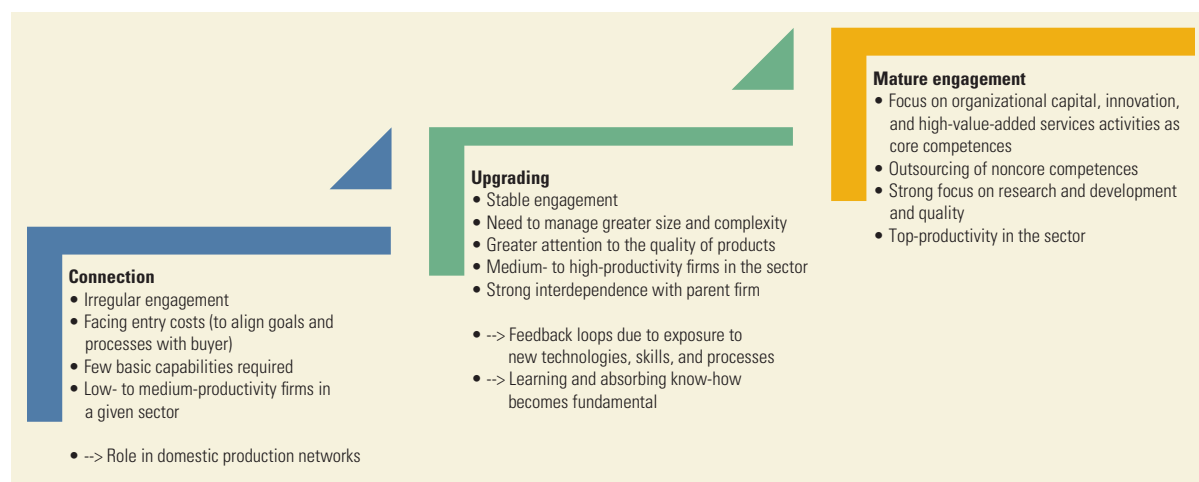 Connection
• Irregular engagement
• Facing entry costs (to align goals and
processes with buyer)
• Few basic capabilities required
• Low- to medium-productivity firms in
a given sector
• --> Role in domestic production networks
Upgrading
• Stable engagement
• Need to manage greater size and complexity
• Greater attention to the quality of products
• Medium- to high-productivity firms in the sector
• Strong interdependence with parent firm
• --> Feedback loops due to exposure to
new technologies, skills, and processes
• --> Learning and absorbing know-how
becomes fundamental
Mature engagement
• Focus on organizational capital, innovation,
and high-value-added services activities as
core competences
• Outsourcing of noncore competences
• Strong focus on research and development
and quality
• Top-productivity in the sector